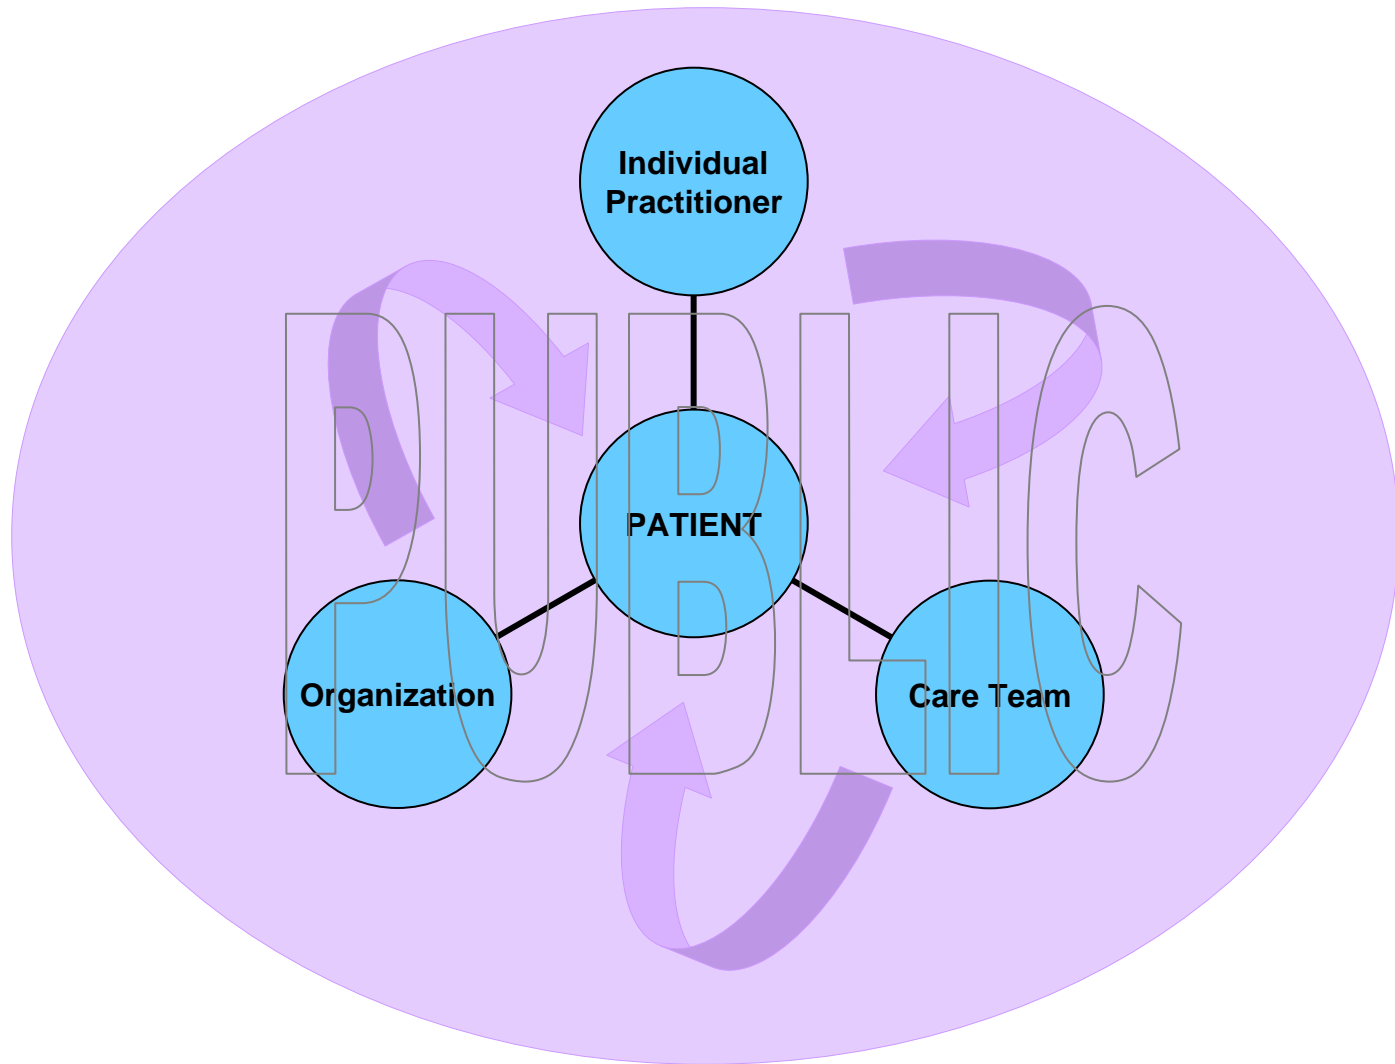 Individual
Practitioner
PUBLIC
PATIENT
Organization
Care Team